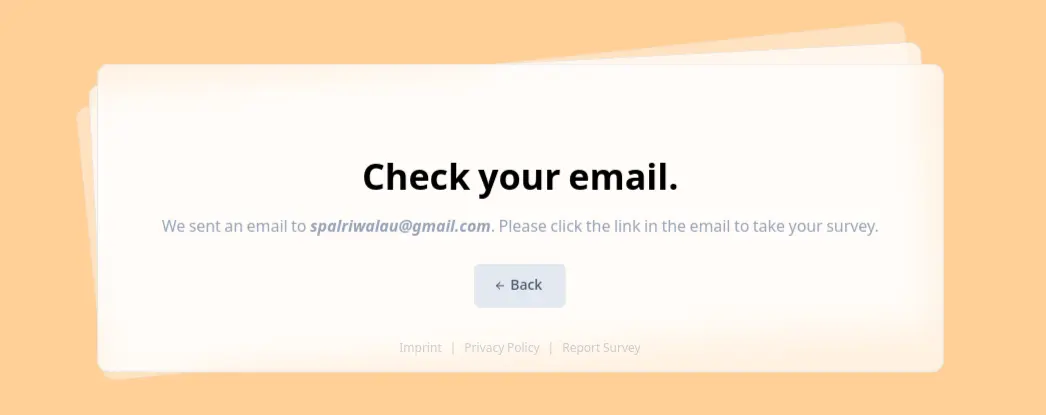 Check your email.
We sent an email to spalriwalau@gmail.com. Please click the link in the email to take your survey.
← Back
Imprint | Privacy Policy | Report Survey